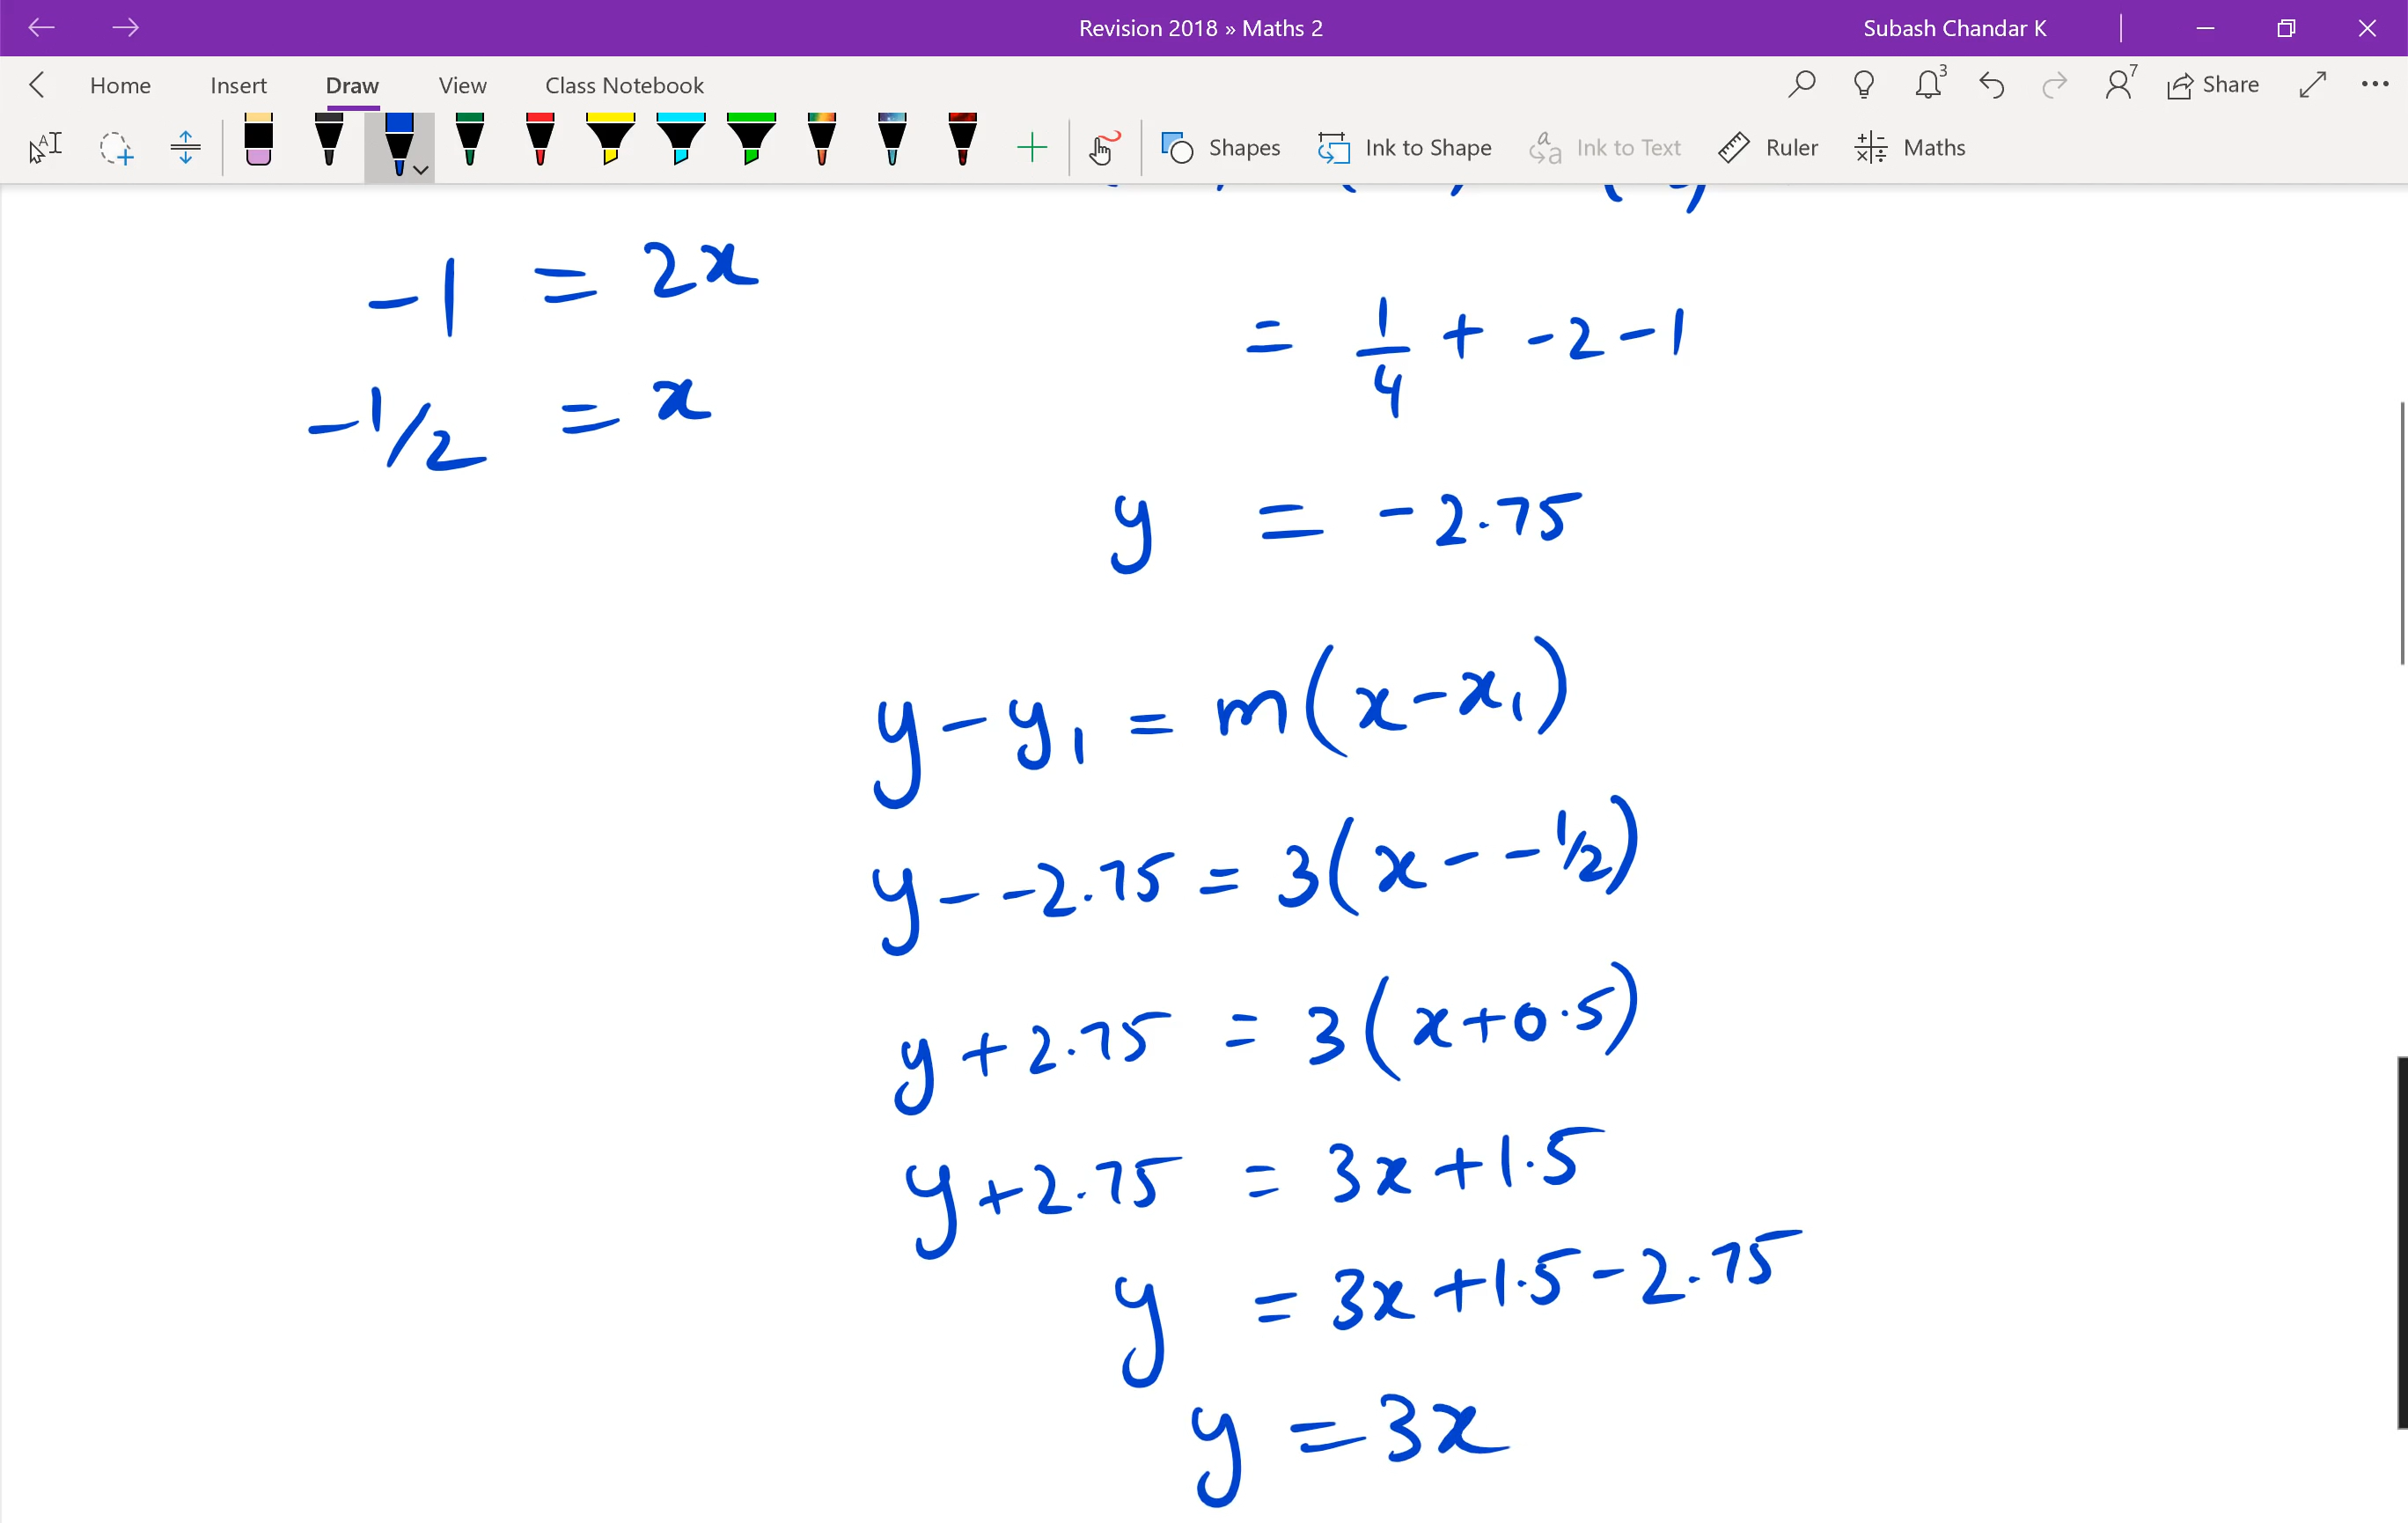 Revision 2018 » Maths 2
Subash Chandar K
Home Insert Draw View Class Notebook
3
7
Share
Shapes Ink to Shape Ink to Text Ruler Maths
-1 = 2x
-1/2 = x
= 1/4 + -2 - 1
y = -2.75
y - y₁ = m(x - x₁)
y - -2.75 = 3(x - -1/2)
y + 2.75 = 3(x + 0.5)
y + 2.75 = 3x + 1.5
y = 3x + 1.5 - 2.75
y = 3x